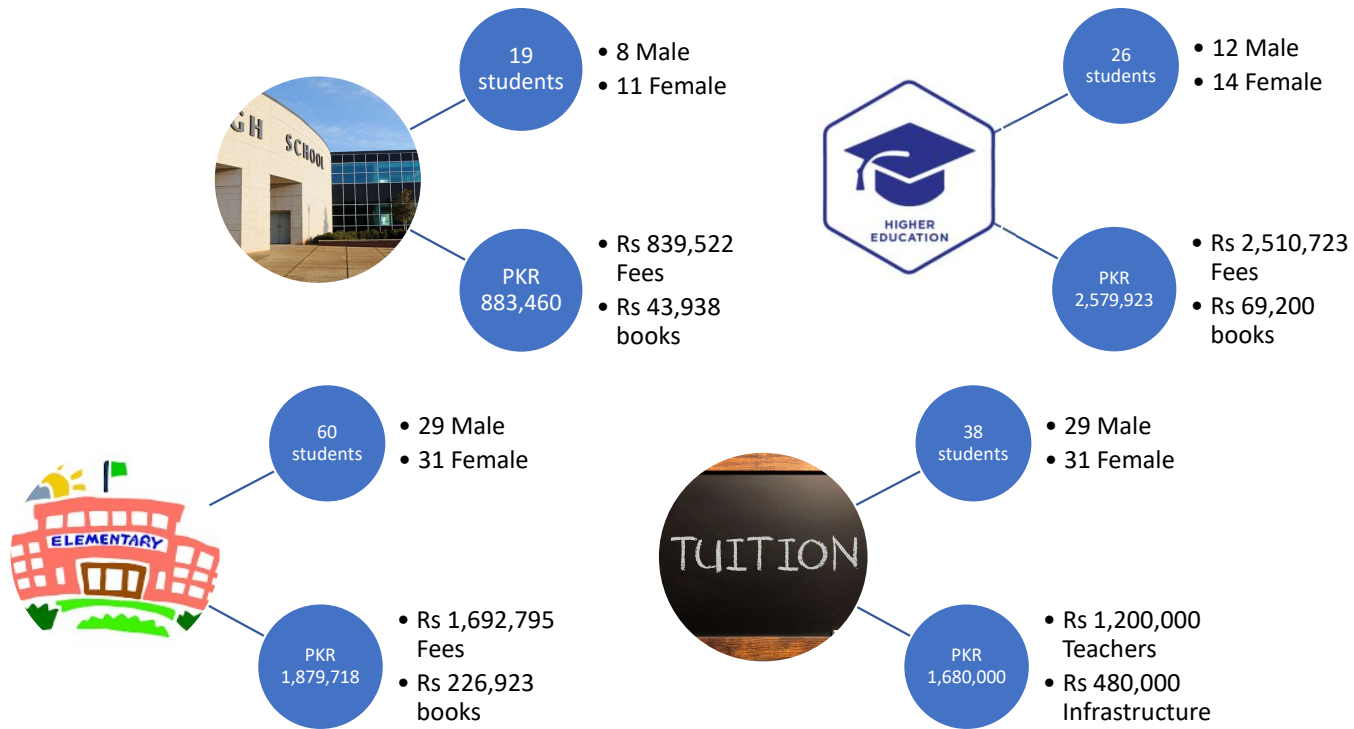 19
students
• 8 Male
• 11 Female
GH SCHOOL
PKR
883,460
• Rs 839,522
Fees
• Rs 43,938
books
26
students
• 12 Male
• 14 Female
HIGHER
EDUCATION
PKR
2,579,923
• Rs 2,510,723
Fees
• Rs 69,200
books
60
students
• 29 Male
• 31 Female
ELEMENTARY
PKR
1,879,718
• Rs 1,692,795
Fees
• Rs 226,923
books
38
students
• 29 Male
• 31 Female
TUITION
PKR
1,680,000
• Rs 1,200,000
Teachers
• Rs 480,000
Infrastructure